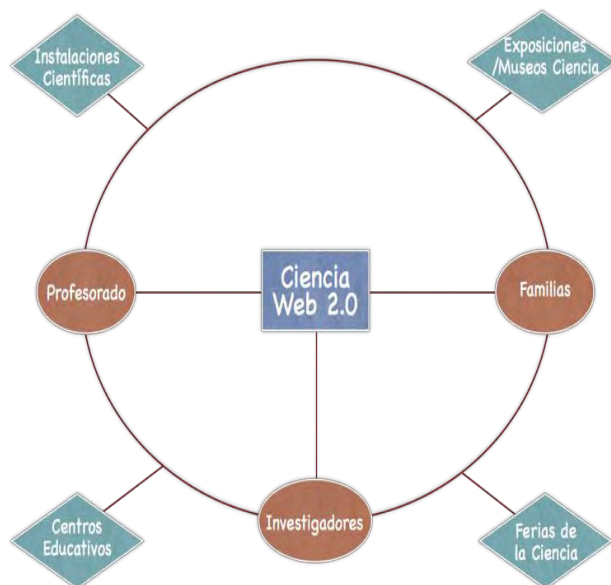 Instalaciones
Científicas
Exposiciones
/Museos Ciencia
Profesorado
Ciencia
Web 2.0
Familias
Centros
Educativos
Investigadores
Ferias de
la Ciencia